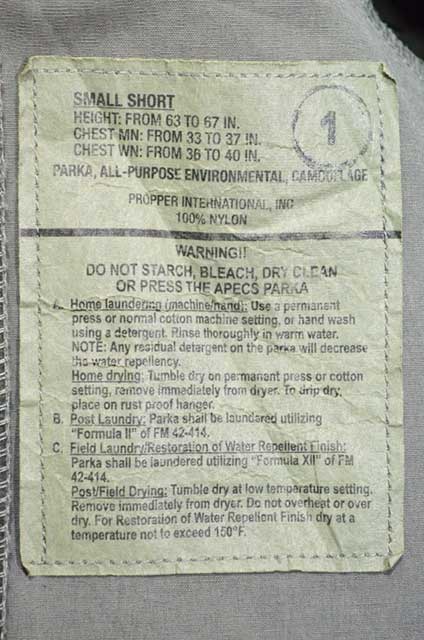 SMALL SHORT
HEIGHT: FROM 63 TO 67 IN.
CHEST MN: FROM 33 TO 37 IN.
CHEST WN: FROM 36 TO 40 IN.
1
PARKA, ALL-PURPOSE ENVIRONMENTAL, CAMOUFLAGE
PROPPER INTERNATIONAL, INC
100% NYLON
WARNING!!
DO NOT STARCH, BLEACH, DRY CLEAN
OR PRESS THE APECS PARKA
A. Home laundering (machine/hand): Use a permanent
press or normal cotton machine setting, or hand wash
using a detergent. Rinse thoroughly in warm water.
NOTE: Any residual detergent on the parka will decrease
the water repellency.
Home drying: Tumble dry on permanent press or cotton
setting, remove immediately from dryer. To drip dry,
place on rust proof hanger.
B. Post Laundry: Parka shall be laundered utilizing
"Formula II" of FM 42-414.
C. Field Laundry/Restoration of Water Repellent Finish:
Parka shall be laundered utilizing "Formula XII" of FM
42-414.
Post/Field Drying: Tumble dry at low temperature setting.
Remove immediately from dryer. Do not overheat or over
dry. For Restoration of Water Repellent Finish dry at a
temperature not to exceed 150°F.